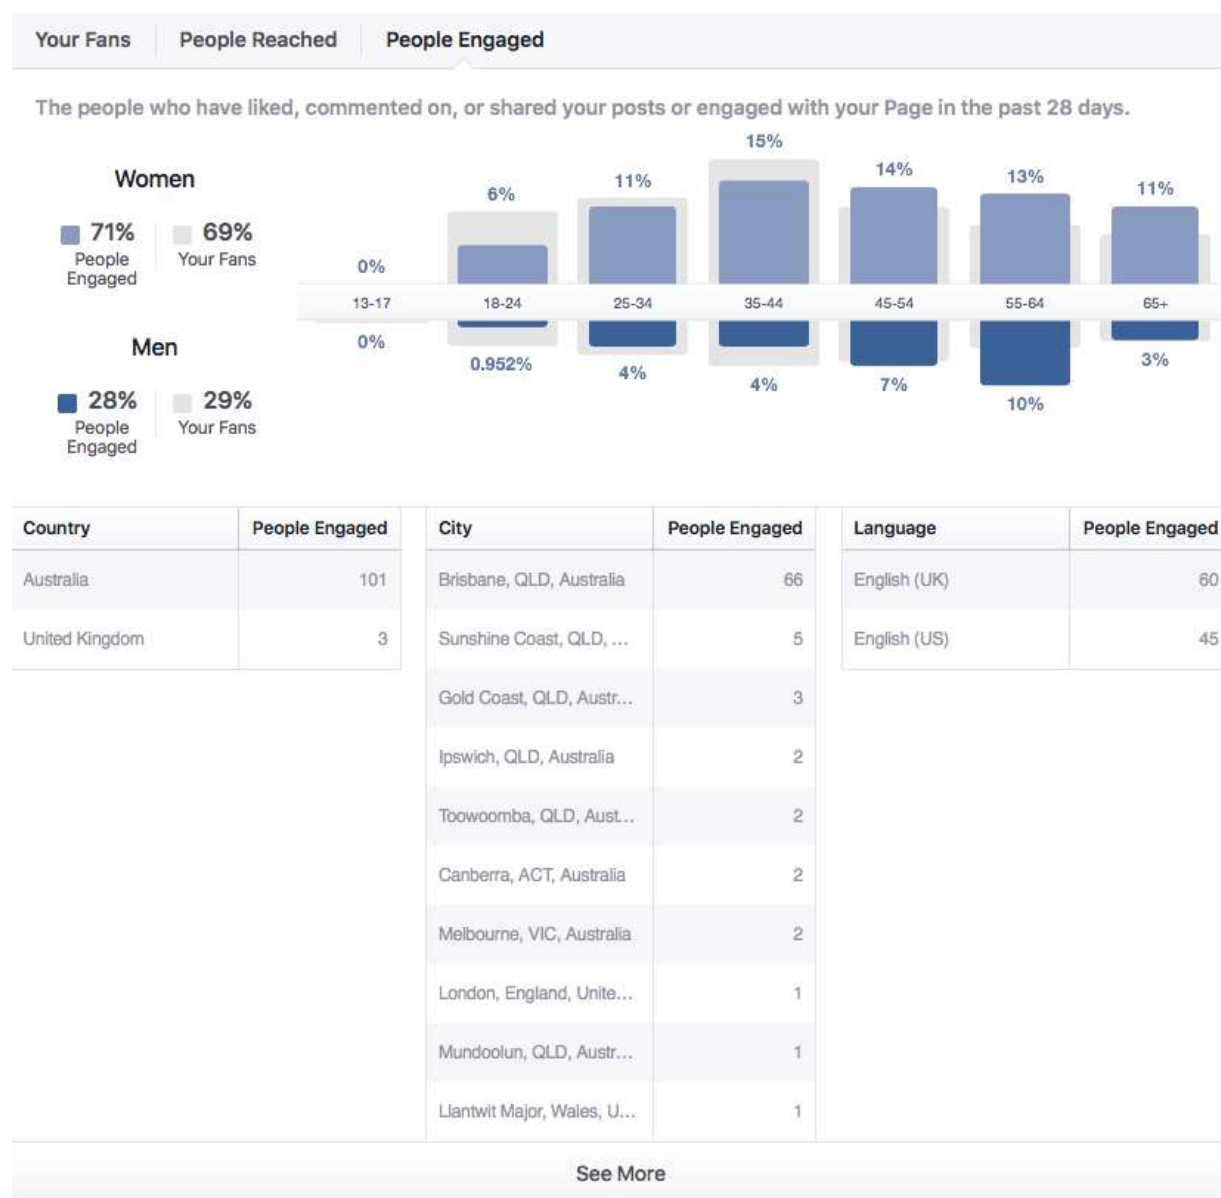 Your Fans People Reached People Engaged
The people who have liked, commented on, or shared your posts or engaged with your Page in the past 28 days.
Women
71% People Engaged
69% Your Fans
Men
28% People Engaged
29% Your Fans
0% 6% 11% 15% 14% 13% 11%
13-17 18-24 25-34 35-44 45-54 55-64 65+
0% 0.952% 4% 4% 7% 10% 3%
Country People Engaged
Australia 101
United Kingdom 3
City People Engaged
Brisbane, QLD, Australia 66
Sunshine Coast, QLD, ... 5
Gold Coast, QLD, Austr... 3
Ipswich, QLD, Australia 2
Toowoomba, QLD, Aust... 2
Canberra, ACT, Australia 2
Melbourne, VIC, Australia 2
London, England, Unite... 1
Mundoolun, QLD, Austr... 1
Llantwit Major, Wales, U... 1
Language People Engaged
English (UK) 60
English (US) 45
See More